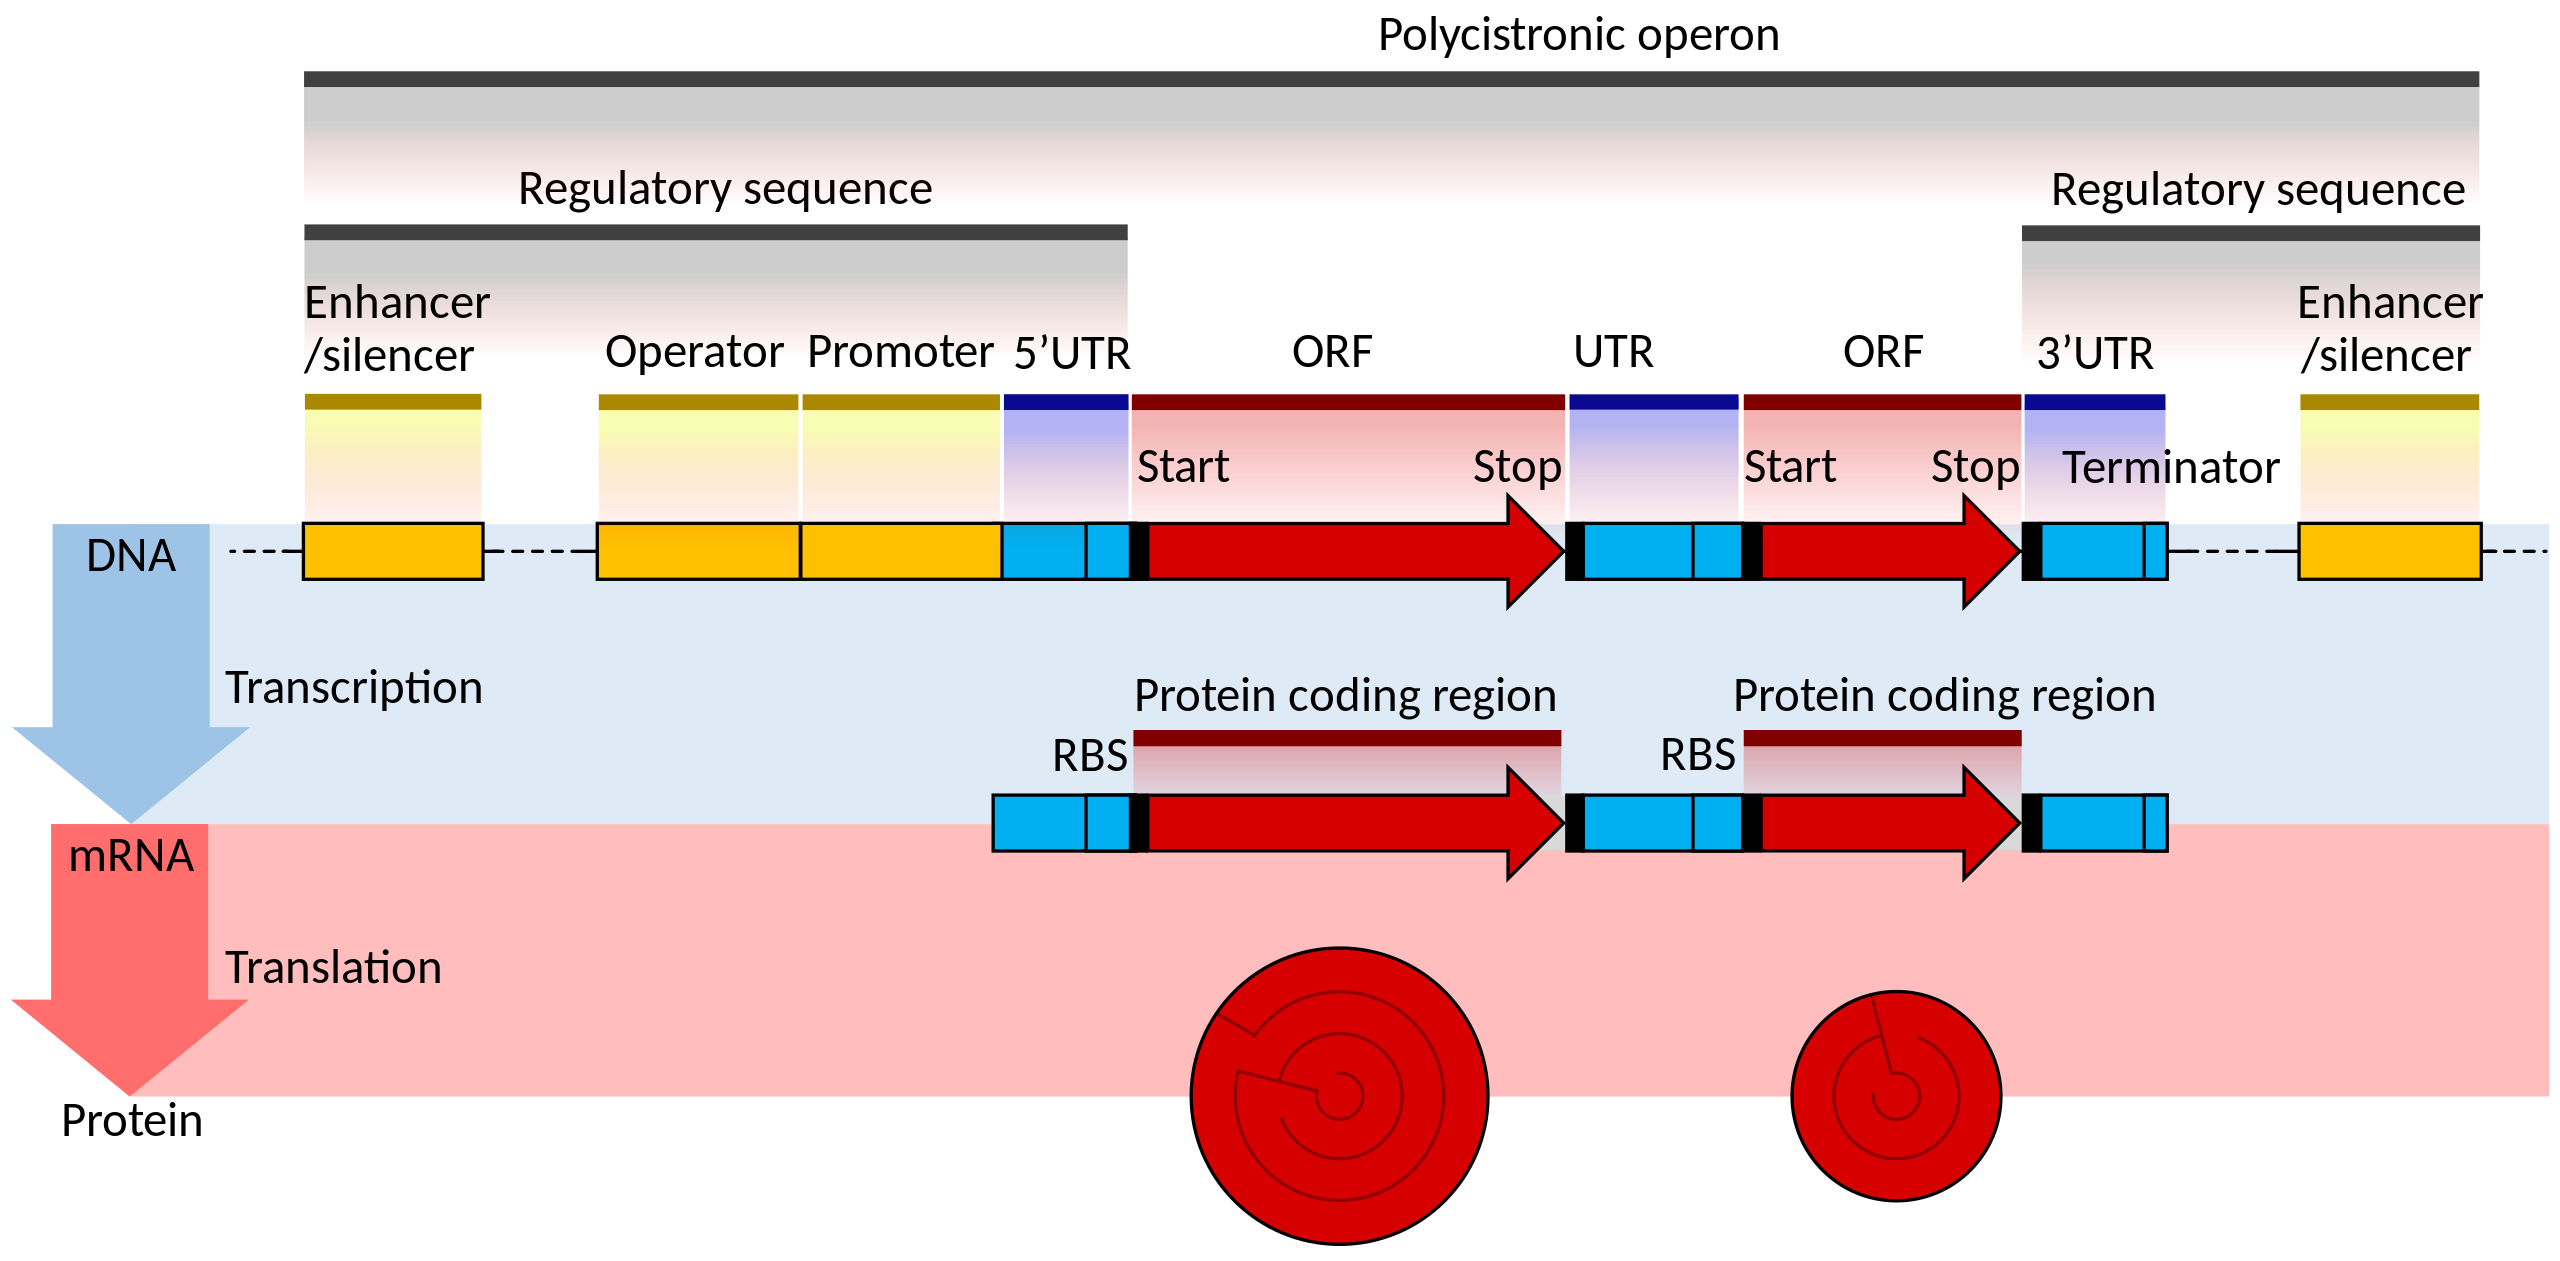 Polycistronic operon
Regulatory sequence
Regulatory sequence
Enhancer
/silencer
Operator
Promoter
5’UTR
ORF
UTR
ORF
3’UTR
Enhancer
/silencer
Start
Stop
Start
Stop
Terminator
DNA
Transcription
Protein coding region
Protein coding region
RBS
RBS
mRNA
Translation
Protein